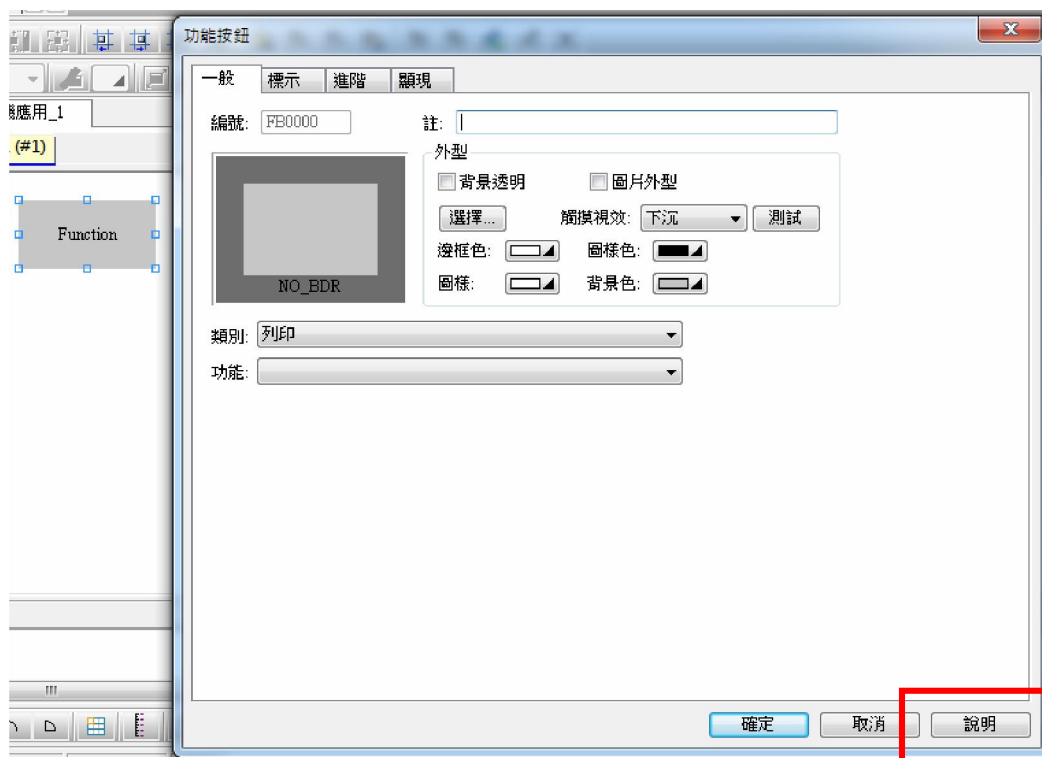 功能按鈕
一般 標示 進階 顯現
應用_1
(#1)
編號: FB0000 註:
外型
背景透明 圖片外型
選擇... 觸摸視效: 下沉 測試
邊框色: 圖樣色:
圖樣: 背景色:
NO_BDR
Function
類別: 列印
功能:
確定 取消 說明